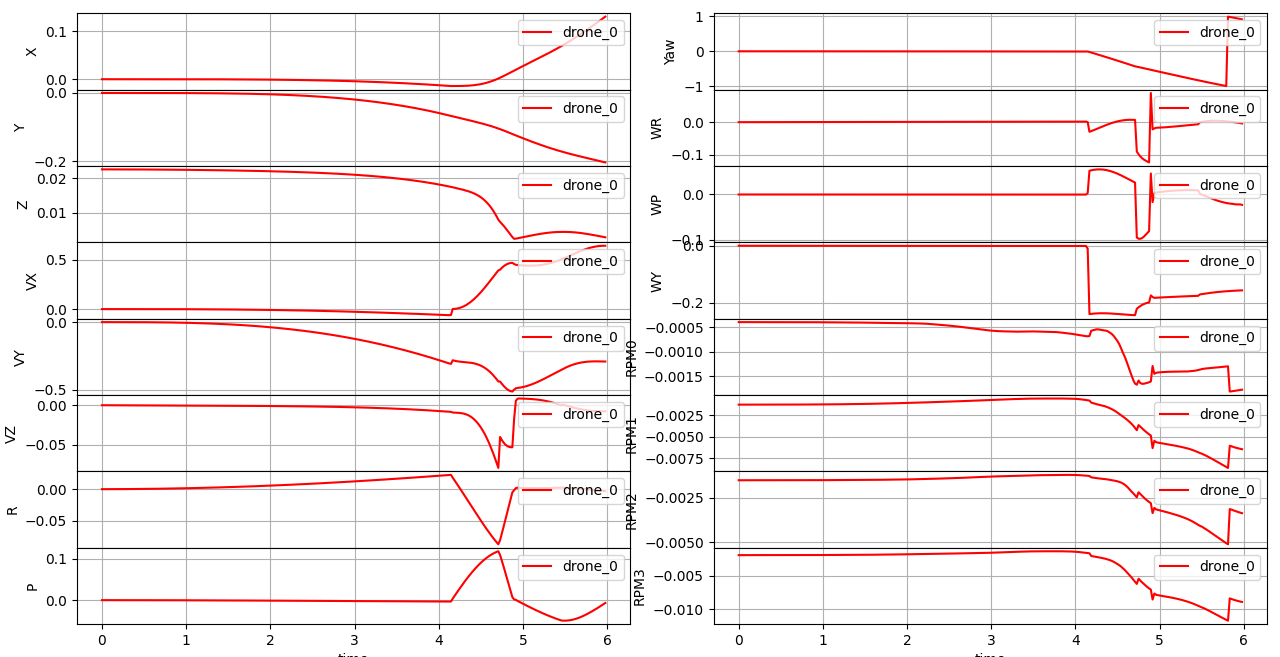 0.1
0.0
X
drone_0
0.0
−0.2
Y
drone_0
0.02
0.01
Z
drone_0
0.5
0.0
VX
drone_0
0.0
−0.5
VY
drone_0
0.00
−0.05
VZ
drone_0
0.00
−0.05
R
drone_0
0.1
0.0
P
drone_0
0 1 2 3 4 5 6
1
0
−1
Yaw
drone_0
0.0
−0.1
WR
drone_0
0.0
−0.1
WP
drone_0
0.0
−0.2
WY
drone_0
−0.0005
−0.0010
−0.0015
RPM0
drone_0
−0.0025
−0.0050
−0.0075
RPM1
drone_0
−0.0025
−0.0050
RPM2
drone_0
−0.005
−0.010
RPM3
drone_0
0 1 2 3 4 5 6